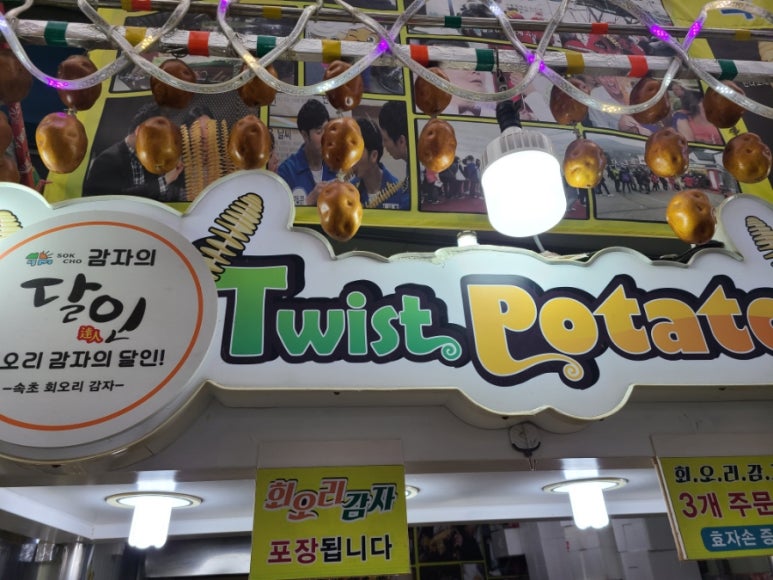 SOK CHO 감자의
달인
達人
오리 감자의 달인!
-속초 회오리 감자-
Twist Potato
회오리감자
포장됩니다
회.오.리.감.
3개 주문
효자손 증